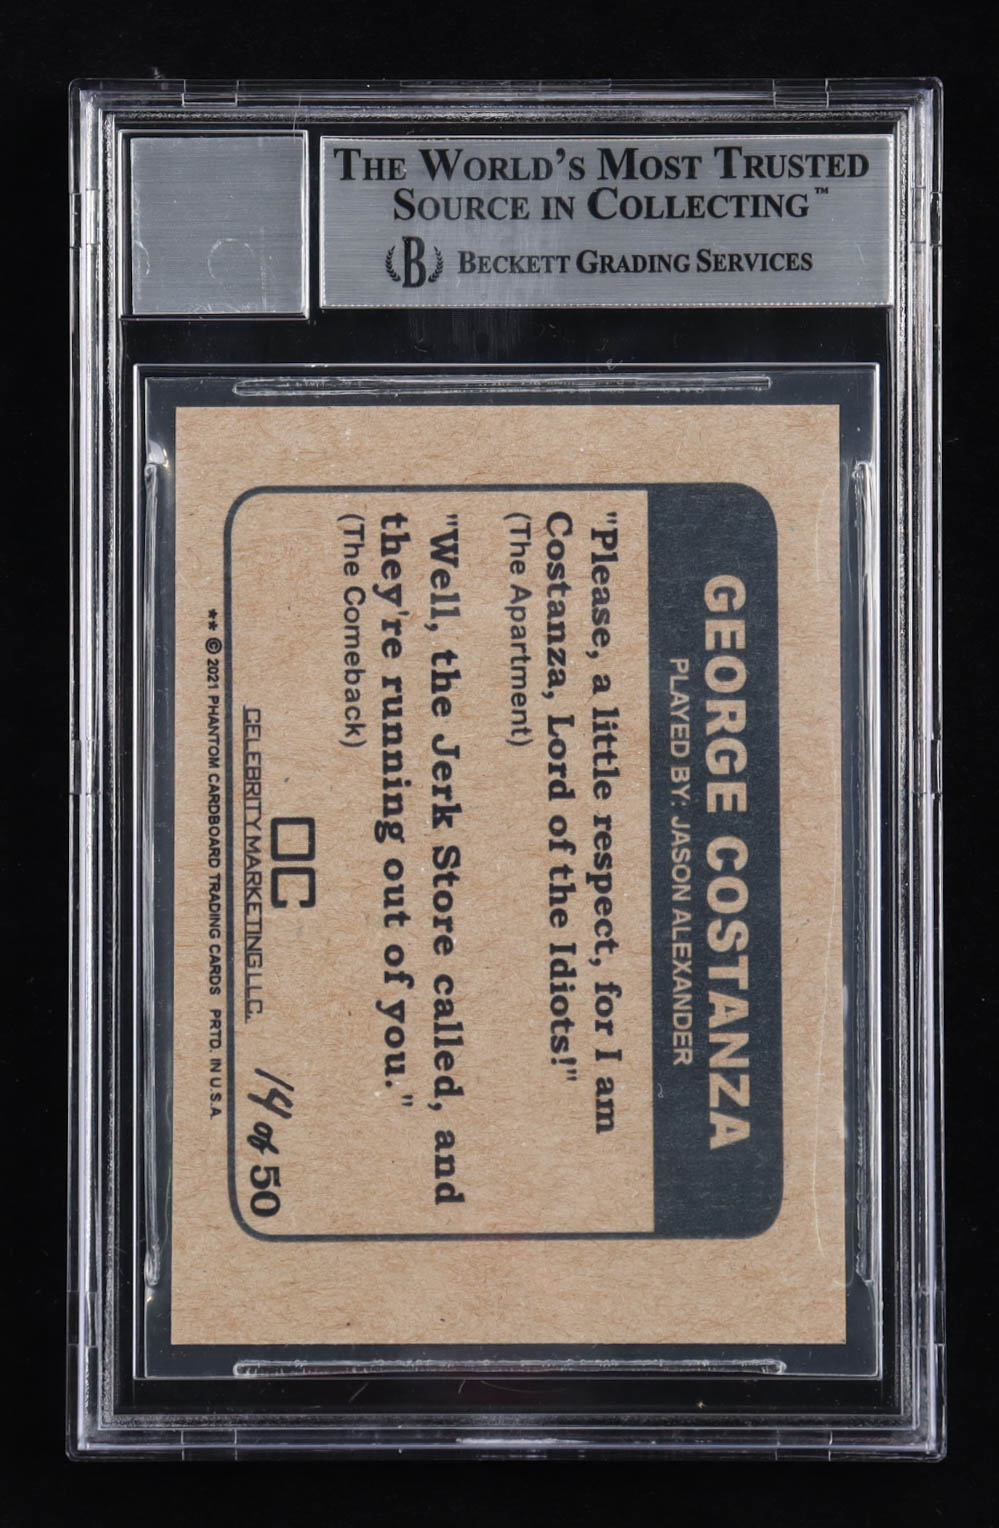 THE WORLD'S MOST TRUSTED
SOURCE IN COLLECTING™
B BECKETT GRADING SERVICES
GEORGE COSTANZA
PLAYED BY: JASON ALEXANDER
"Please, a little respect, for I am
Costanza, Lord of the Idiots!"
(The Apartment)
"Well, the Jerk Store called, and
they're running out of you."
(The Comeback)
OC
CELEBRITY MARKETING LLC.
14 of 50
** © 2021 PHANTOM CARDBOARD TRADING CARDS PRTD. IN U.S.A.